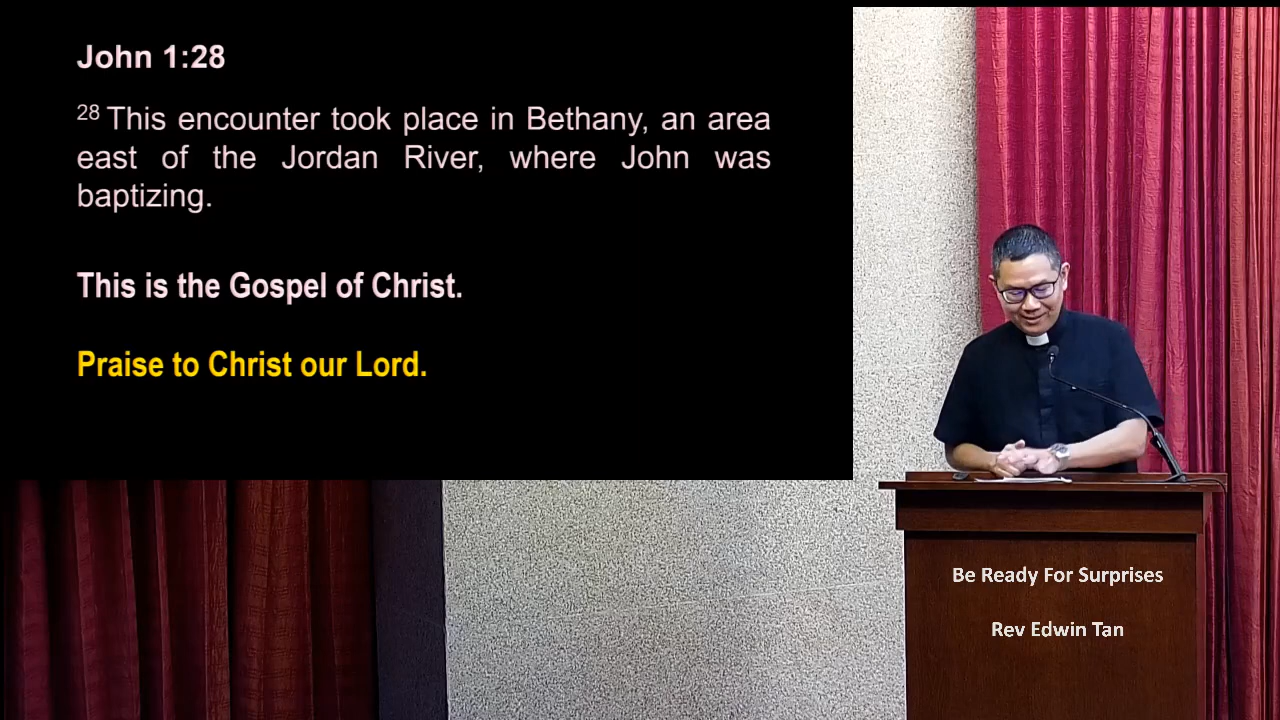 John 1:28
28 This encounter took place in Bethany, an area
east of the Jordan River, where John was
baptizing.
This is the Gospel of Christ.
Praise to Christ our Lord.
Be Ready For Surprises
Rev Edwin Tan